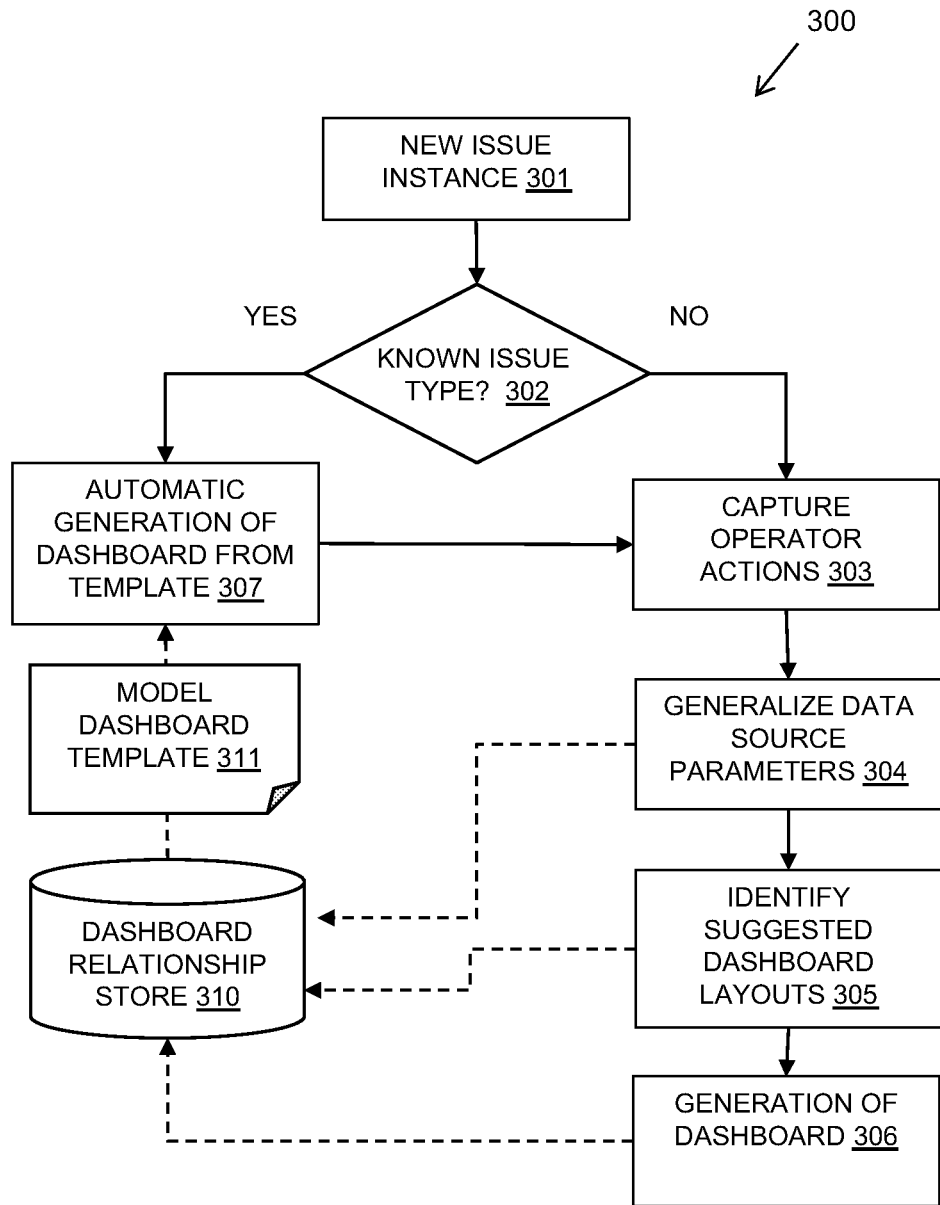 300
NEW ISSUE
INSTANCE 301
YES
NO
KNOWN ISSUE
TYPE? 302
AUTOMATIC
GENERATION OF
DASHBOARD FROM
TEMPLATE 307
CAPTURE
OPERATOR
ACTIONS 303
MODEL
DASHBOARD
TEMPLATE 311
GENERALIZE DATA
SOURCE
PARAMETERS 304
DASHBOARD
RELATIONSHIP
STORE 310
IDENTIFY
SUGGESTED
DASHBOARD
LAYOUTS 305
GENERATION OF
DASHBOARD 306